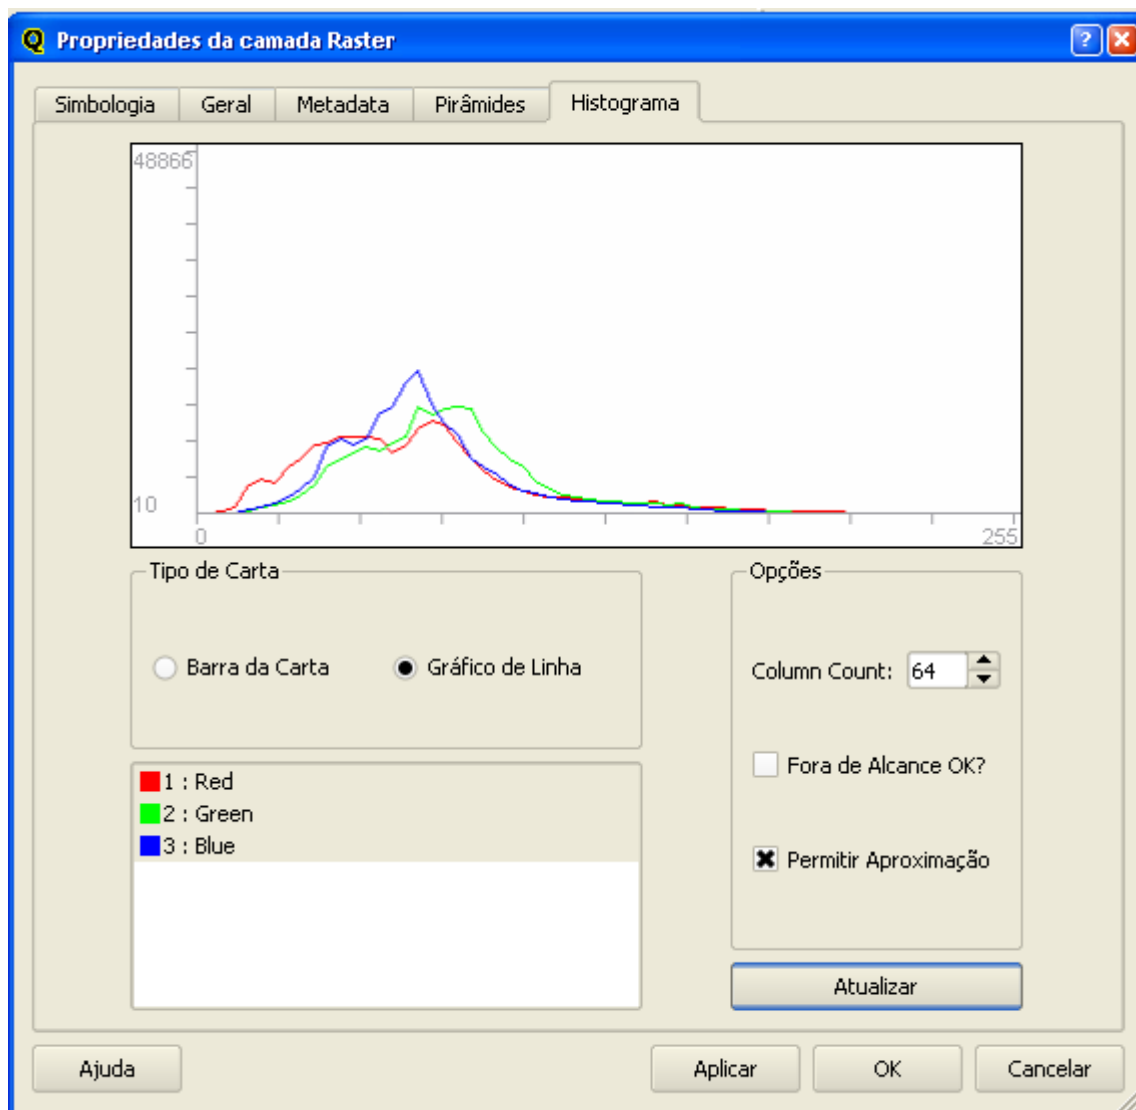 Propriedades da camada Raster
Simbologia Geral Metadata Pirâmides Histograma
48866
10
0 255
Tipo de Carta
Barra da Carta Gráfico de Linha
1 : Red
2 : Green
3 : Blue
Opções
Column Count: 64
Fora de Alcance OK?
Permitir Aproximação
Atualizar
Ajuda Aplicar OK Cancelar